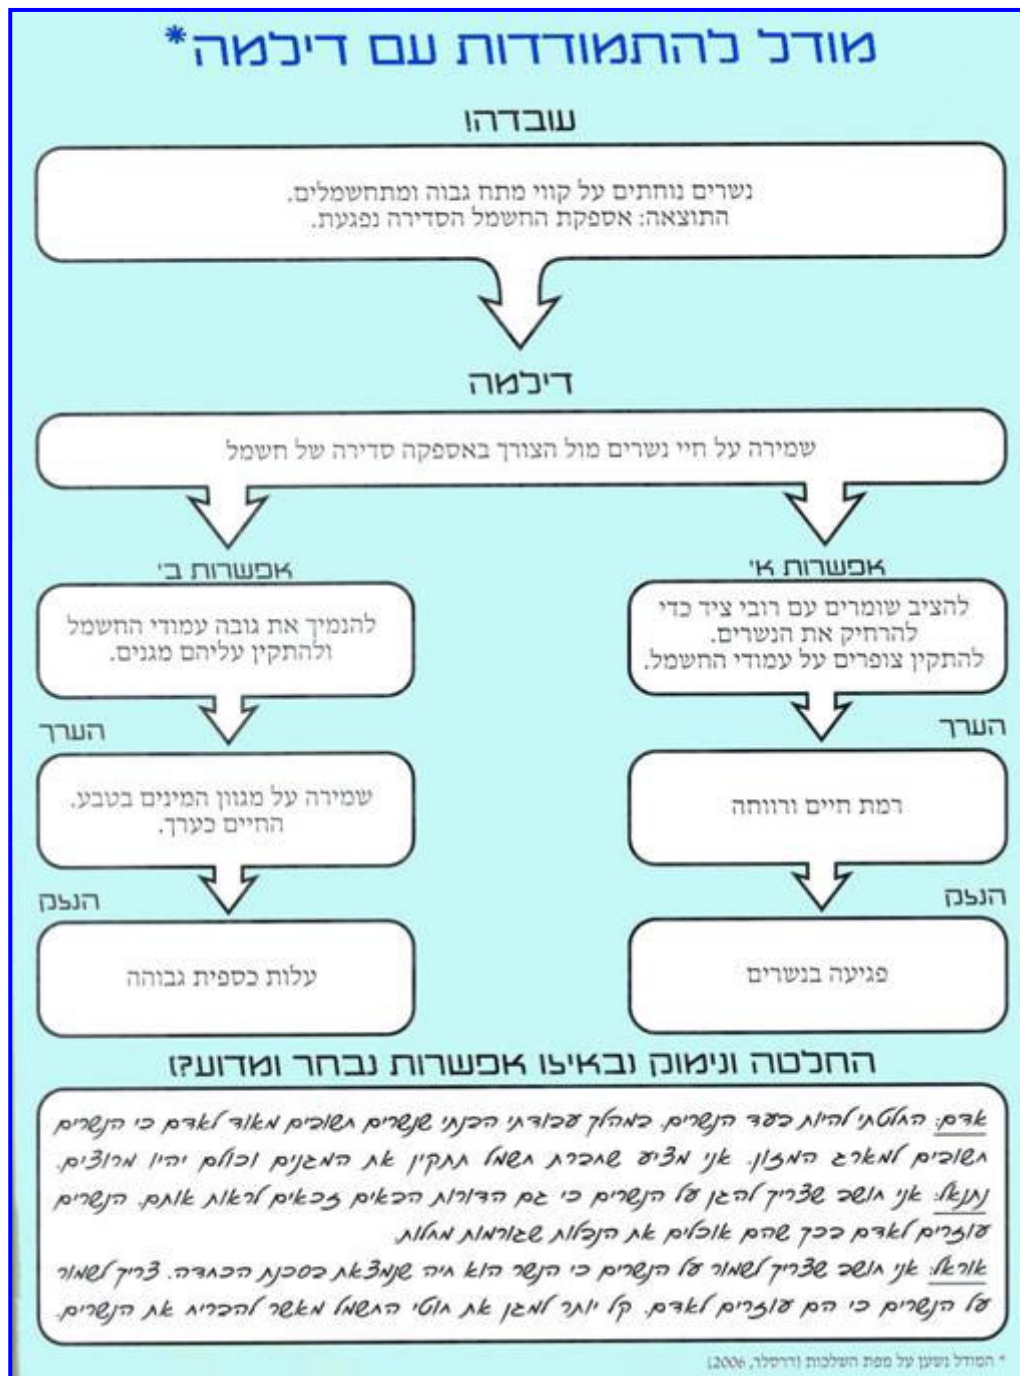 מודל להתמודדות עם דילמה*
עובדה!
נשרים נוחתים על קווי מתח גבוה ומתחשמלים.
התוצאה: אספקת החשמל הסדירה נפגעת.
דילמה
שמירה על חיי נשרים מול הצורך באספקה סדירה של חשמל
אפשרות א'
להציב שומרים עם רובי ציד כדי
להרחיק את הנשרים.
להתקין צופרים על עמודי החשמל.
הערך
רמת חיים ורווחה
הנזק
פגיעה בנשרים
אפשרות ב'
להנמיך את גובה עמודי החשמל
ולהתקין עליהם מגנים.
הערך
שמירה על מגוון המינים בטבע.
החיים כערך.
הנזק
עלות כספית גבוהה
החלטה ונימוק (באיזו אפשרות נבחר ומדוע?)
אדם: החלטתי להיות בעד הנשרים. במהלך עבודתי הבנתי שנשרים חשובים מאוד לאדם כי הנשרים
חשובים למארג המזון. אני מציע שחברת חשמל תתקין את המגנים וכולם יהיו מרוצים.
נתנאל: אני חושב שצריך להגן על הנשרים כי גם הדורות הבאים זכאים לראות אותם. הנשרים
עוזרים לאדם בכך שהם אוכלים את הנבלות שגורמות מחלות.
אוראל: אני חושב שצריך לשמור על הנשרים כי הנשר הוא חיה שנמצאת בסכנת הכחדה. צריך לשמור
על הנשרים כי הם עוזרים לאדם. קל יותר למגן את חוטי החשמל מאשר להבריח את הנשרים.
* המודל נשען על מפת השלכות (דרסלר, 2006)